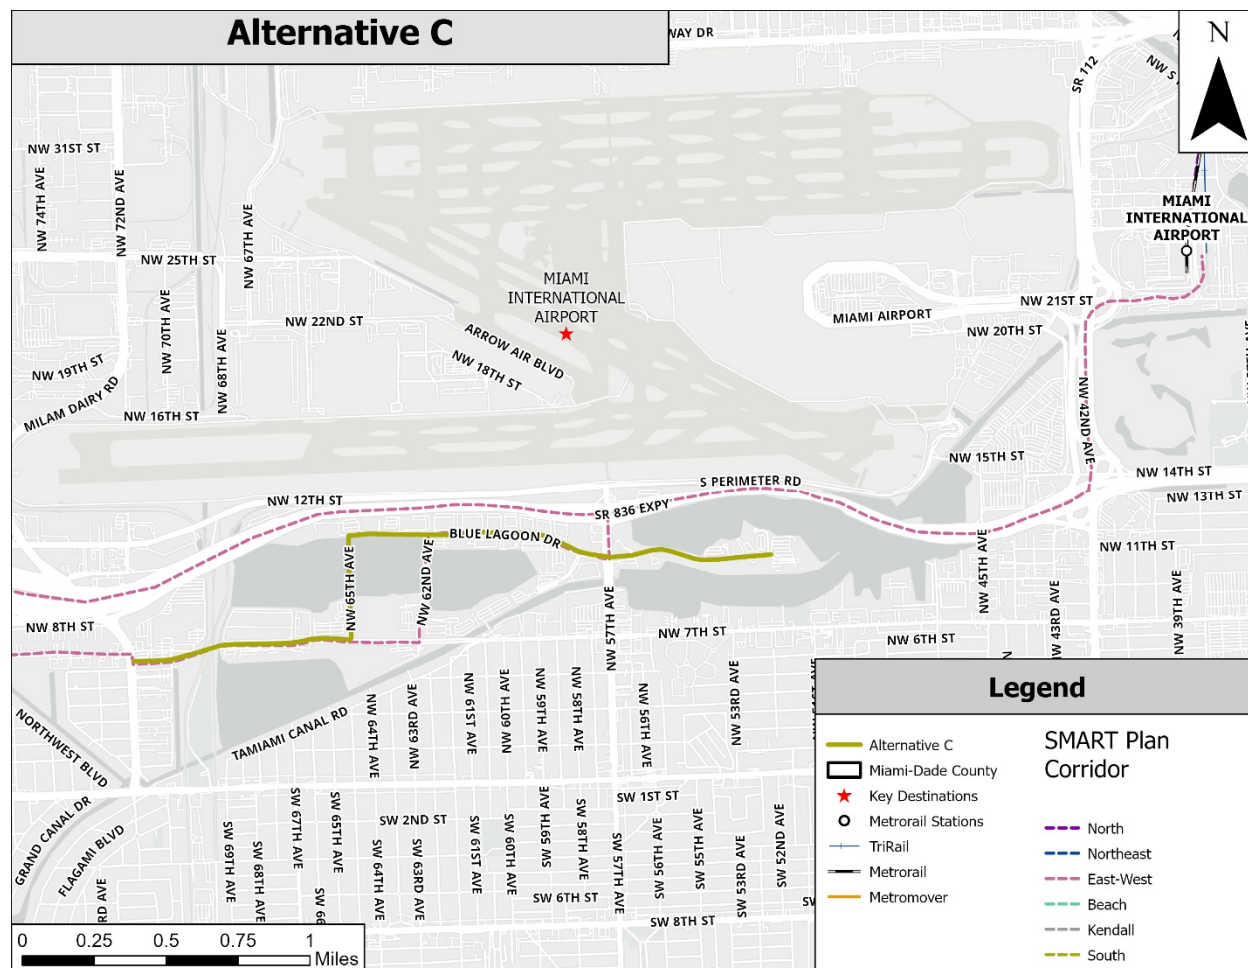 Alternative C
WAY DR
SR 112
N
NW 31ST ST
NW 74TH AVE
NW 72ND AVE
NW 67TH AVE
MIAMI
INTERNATIONAL
AIRPORT
NW 25TH ST
MIAMI
INTERNATIONAL
AIRPORT
NW 70TH AVE
NW 68TH AVE
NW 22ND ST
ARROW AIR BLVD
NW 18TH ST
MIAMI AIRPORT
NW 21ST ST
NW 20TH ST
NW 19TH ST
MILAM DAIRY RD
NW 16TH ST
NW 42ND AVE
NW 15TH ST
NW 14TH ST
NW 13TH ST
S PERIMETER RD
NW 12TH ST
SR 836 EXPY
BLUE LAGOON DR
NW 11TH ST
NW 65TH AVE
NW 62ND AVE
NW 57TH AVE
NW 45TH AVE
NW 43RD AVE
NW 39TH AVE
NW 8TH ST
NW 7TH ST
NW 6TH ST
NORTHWEST BLVD
TAMIAMI CANAL RD
NW 64TH AVE
NW 63RD AVE
NW 61ST AVE
NW 60TH AVE
NW 59TH AVE
NW 58TH AVE
NW 56TH AVE
NW 53RD AVE
GRAND CANAL DR
FLAGAMI BLVD
RD AVE
SW 1ST ST
SW 2ND ST
SW 69TH AVE
SW 68TH AVE
SW 67TH AVE
SW 66
SW 65TH AVE
SW 64TH AVE
SW 63RD AVE
SW 61ST AVE
SW 60TH AVE
SW 59TH AVE
SW 58TH AVE
SW 57TH AVE
SW 56TH AVE
SW 55TH AVE
SW 53RD AVE
SW 52ND AVE
SW 6TH ST
SW 8TH ST
0 0.25 0.5 0.75 1
Miles
Legend
Alternative C
Miami-Dade County
Key Destinations
Metrorail Stations
TriRail
Metrorail
Metromover
SMART Plan
Corridor
North
Northeast
East-West
Beach
Kendall
South